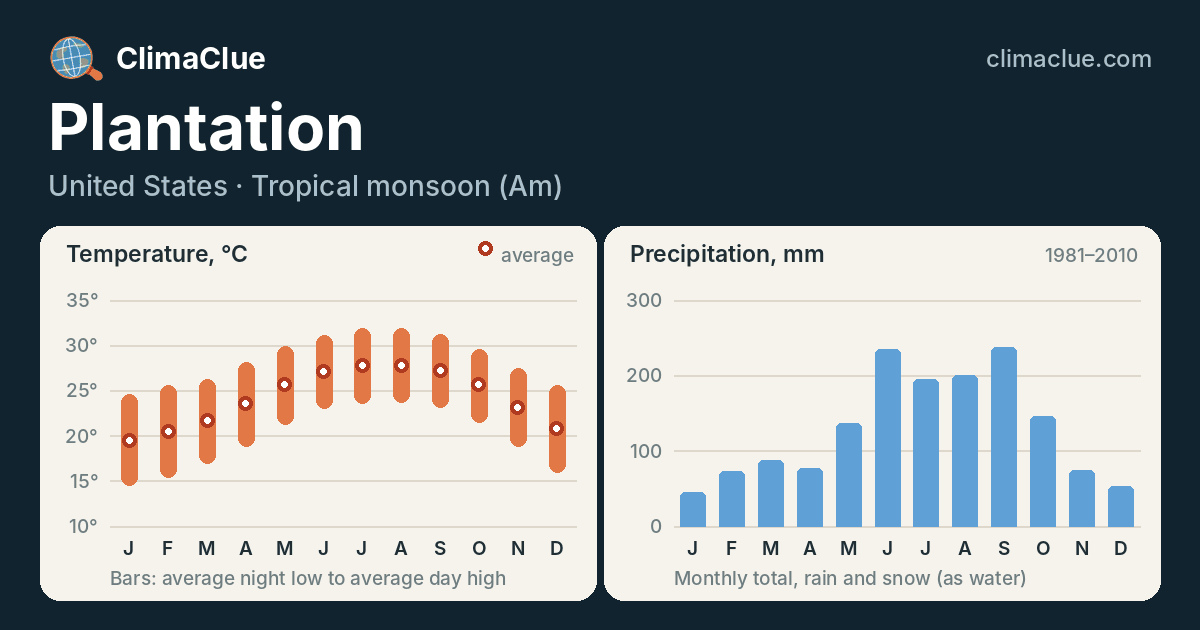 ClimaClue
climaclue.com
Plantation
United States · Tropical monsoon (Am)
Temperature, °C
average
35°
30°
25°
20°
15°
10°
J F M A M J J A S O N D
Bars: average night low to average day high
Precipitation, mm
1981–2010
300
200
100
0
J F M A M J J A S O N D
Monthly total, rain and snow (as water)